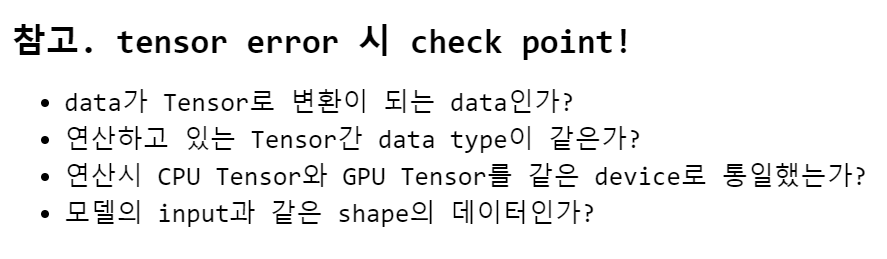 참고. tensor error 시 check point!
• data가 Tensor로 변환이 되는 data인가?
• 연산하고 있는 Tensor간 data type이 같은가?
• 연산시 CPU Tensor와 GPU Tensor를 같은 device로 통일했는가?
• 모델의 input과 같은 shape의 데이터인가?